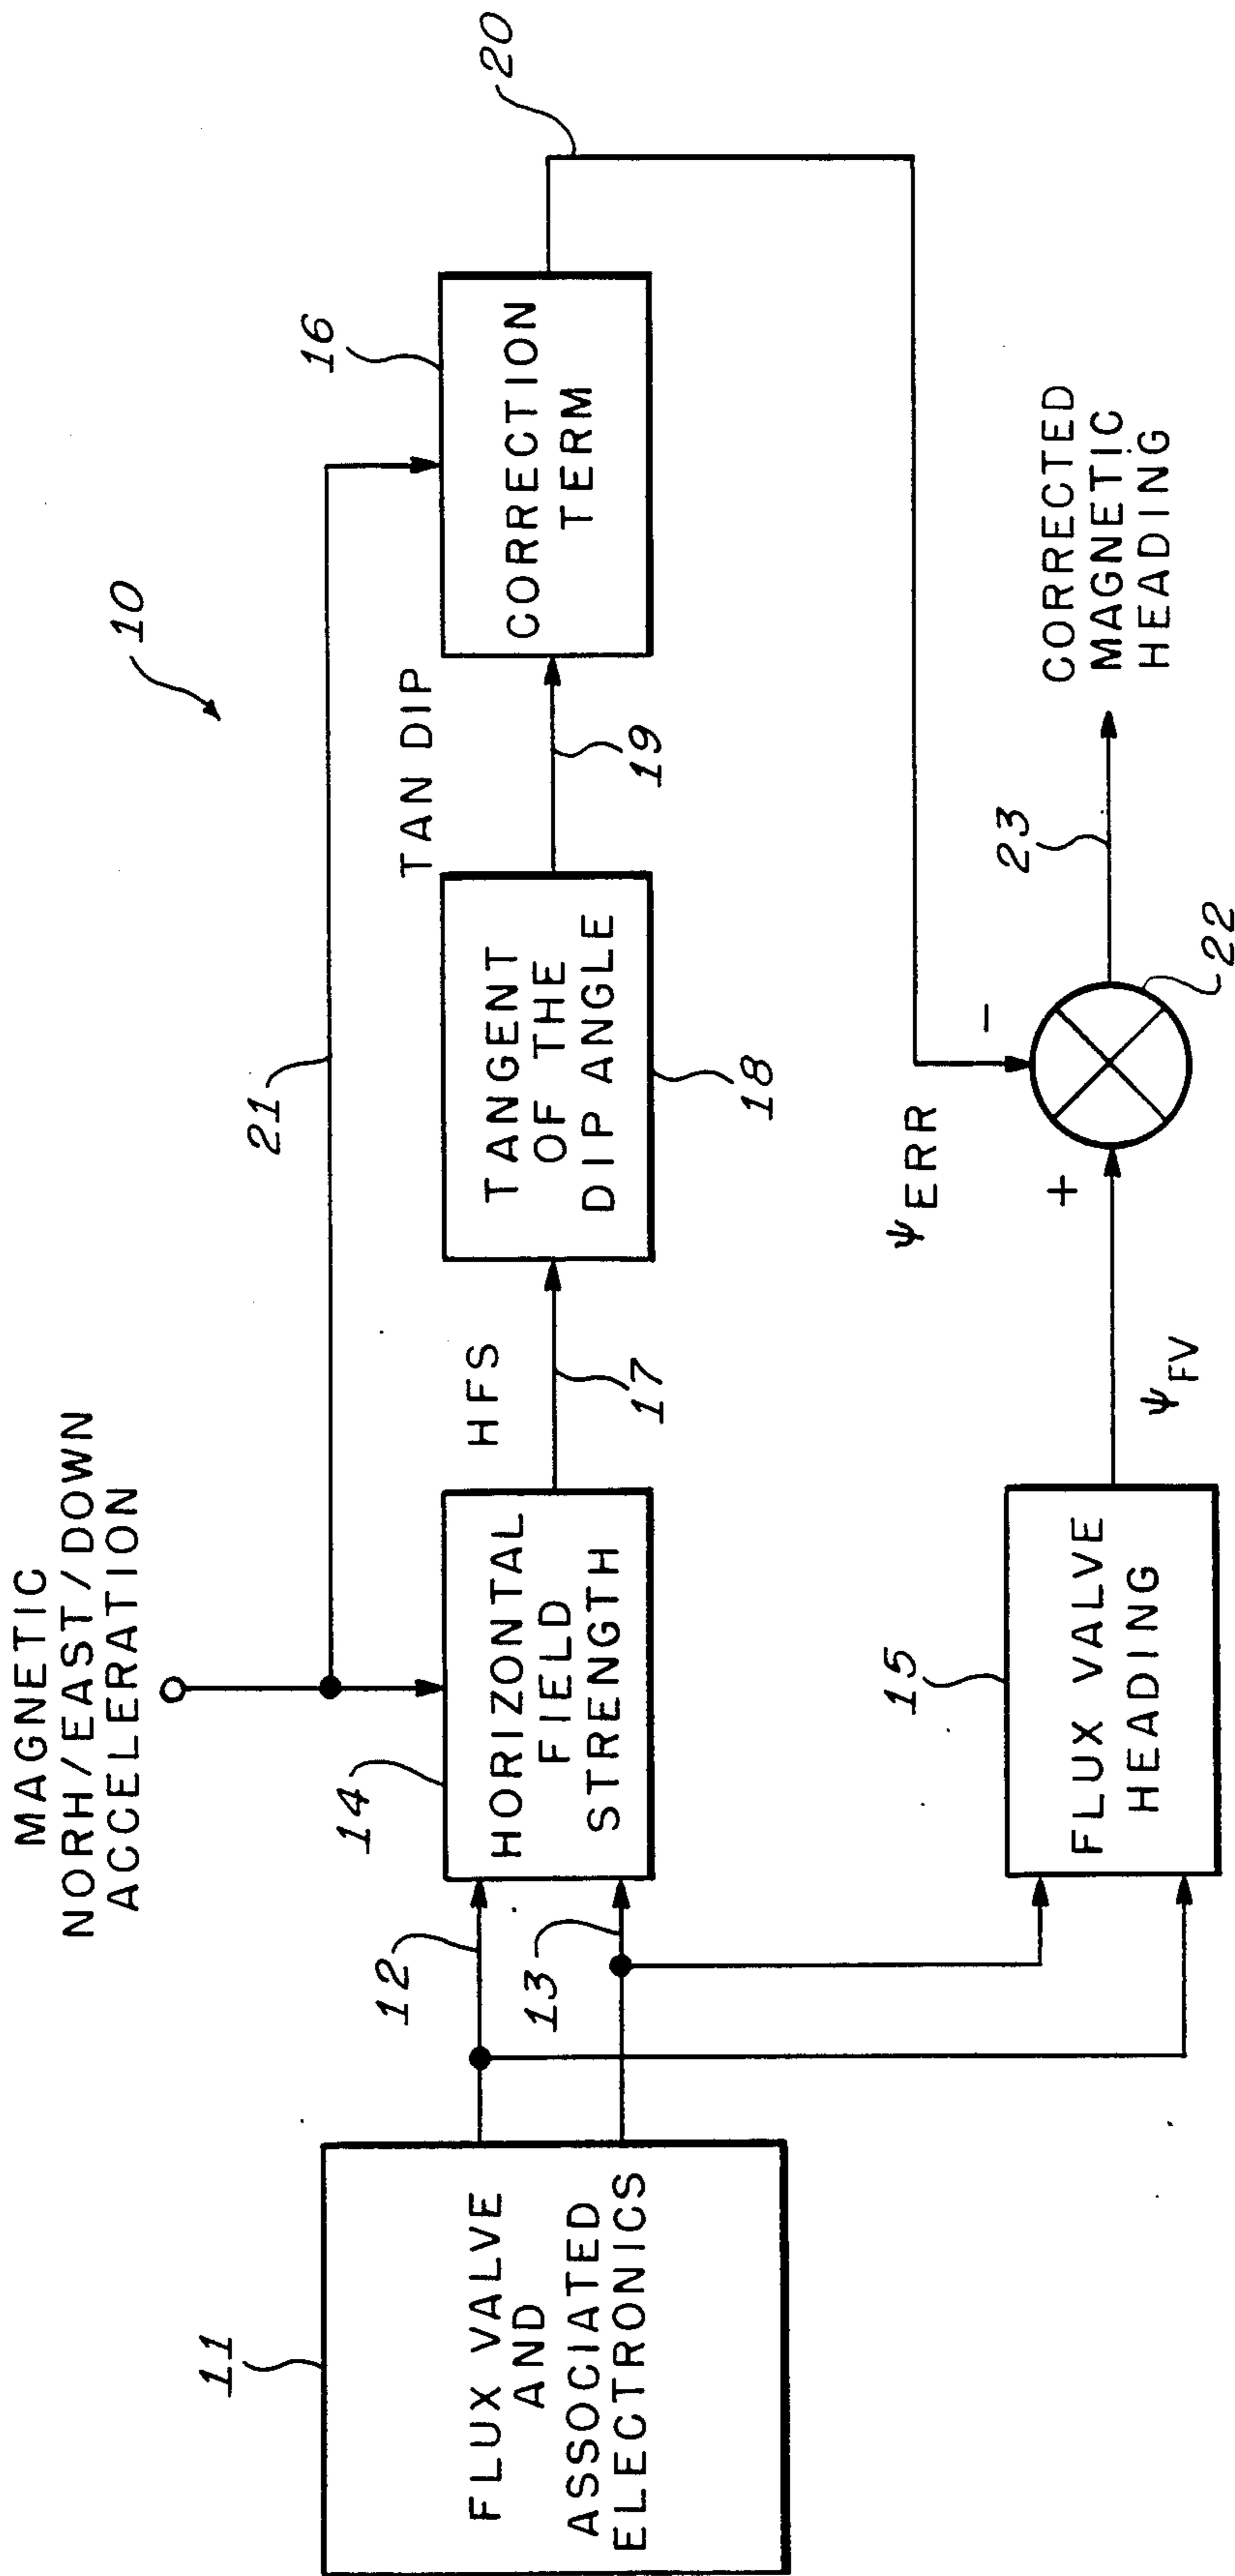 10
MAGNETIC
NORH/EAST/DOWN
ACCELERATION
21
11
FLUX VALVE
AND
ASSOCIATED
ELECTRONICS
12
13
14
HORIZONTAL
FIELD
STRENGTH
HFS
17
TANGENT
OF THE
DIP ANGLE
18
TAN DIP
19
16
CORRECTION
TERM
20
15
FLUX VALVE
HEADING
ψFV
ψERR
+
-
22
23
CORRECTED
MAGNETIC
HEADING